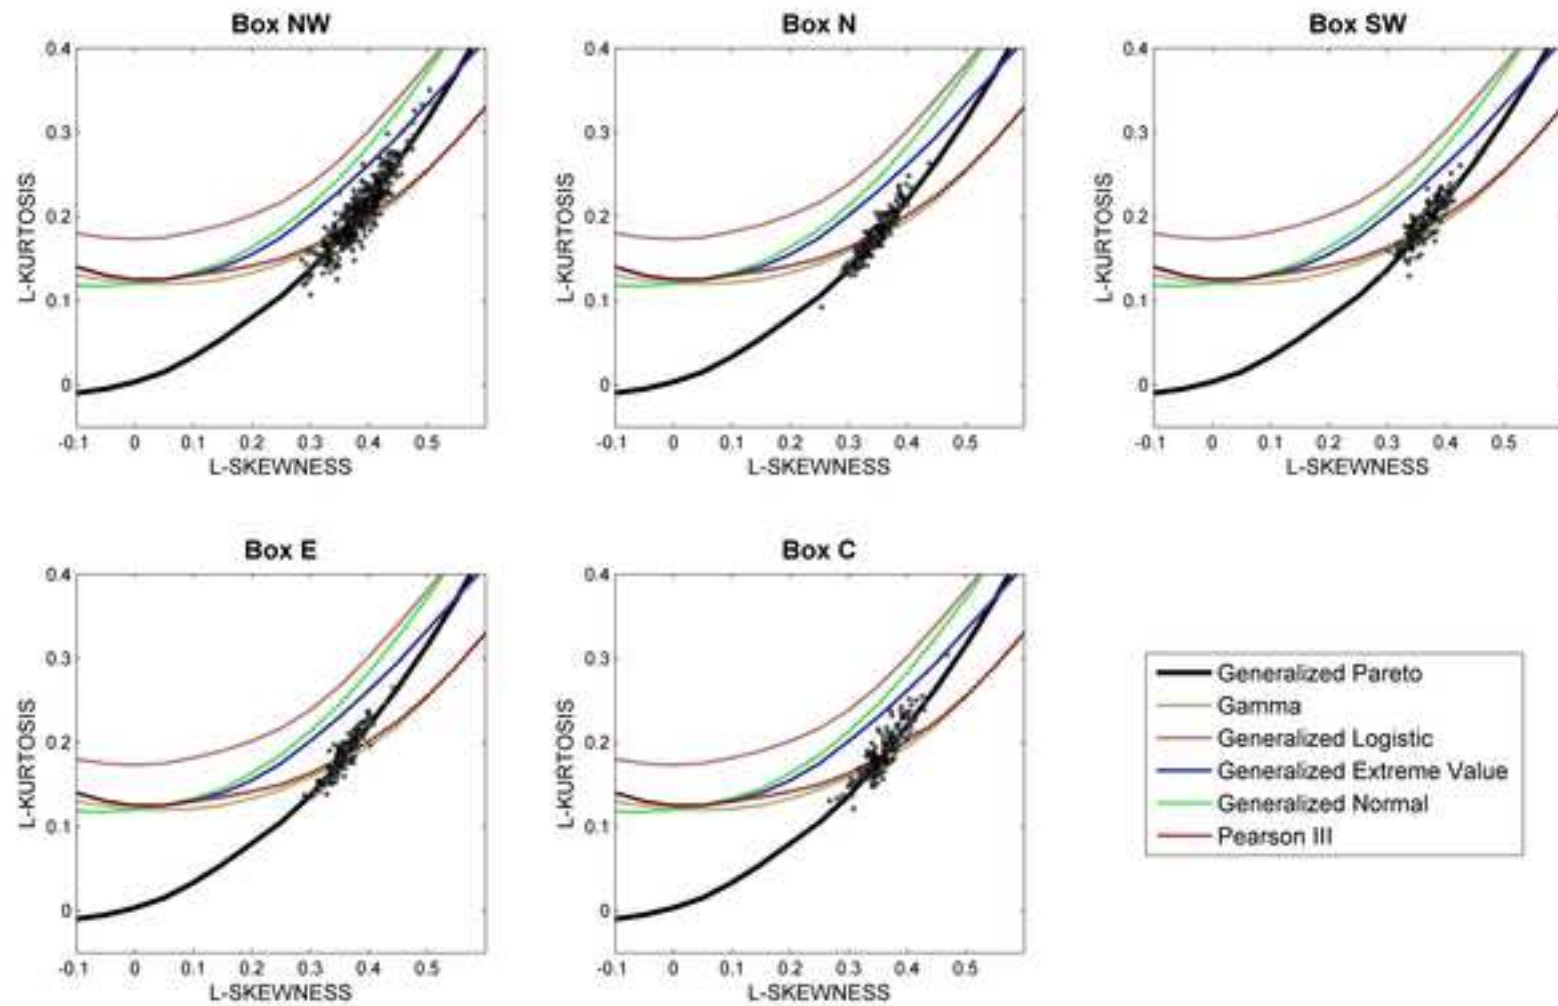 Box NW
Box N
Box SW
0.4
0.3
0.2
0.1
0
L-KURTOSIS
-0.1 0 0.1 0.2 0.3 0.4 0.5
L-SKEWNESS
0.4
0.3
0.2
0.1
0
L-KURTOSIS
-0.1 0 0.1 0.2 0.3 0.4 0.5
L-SKEWNESS
0.4
0.3
0.2
0.1
0
L-KURTOSIS
-0.1 0 0.1 0.2 0.3 0.4 0.5
L-SKEWNESS
Box E
Box C
0.4
0.3
0.2
0.1
0
L-KURTOSIS
-0.1 0 0.1 0.2 0.3 0.4 0.5
L-SKEWNESS
0.4
0.3
0.2
0.1
0
L-KURTOSIS
-0.1 0 0.1 0.2 0.3 0.4 0.5
L-SKEWNESS
Generalized Pareto
Gamma
Generalized Logistic
Generalized Extreme Value
Generalized Normal
Pearson III